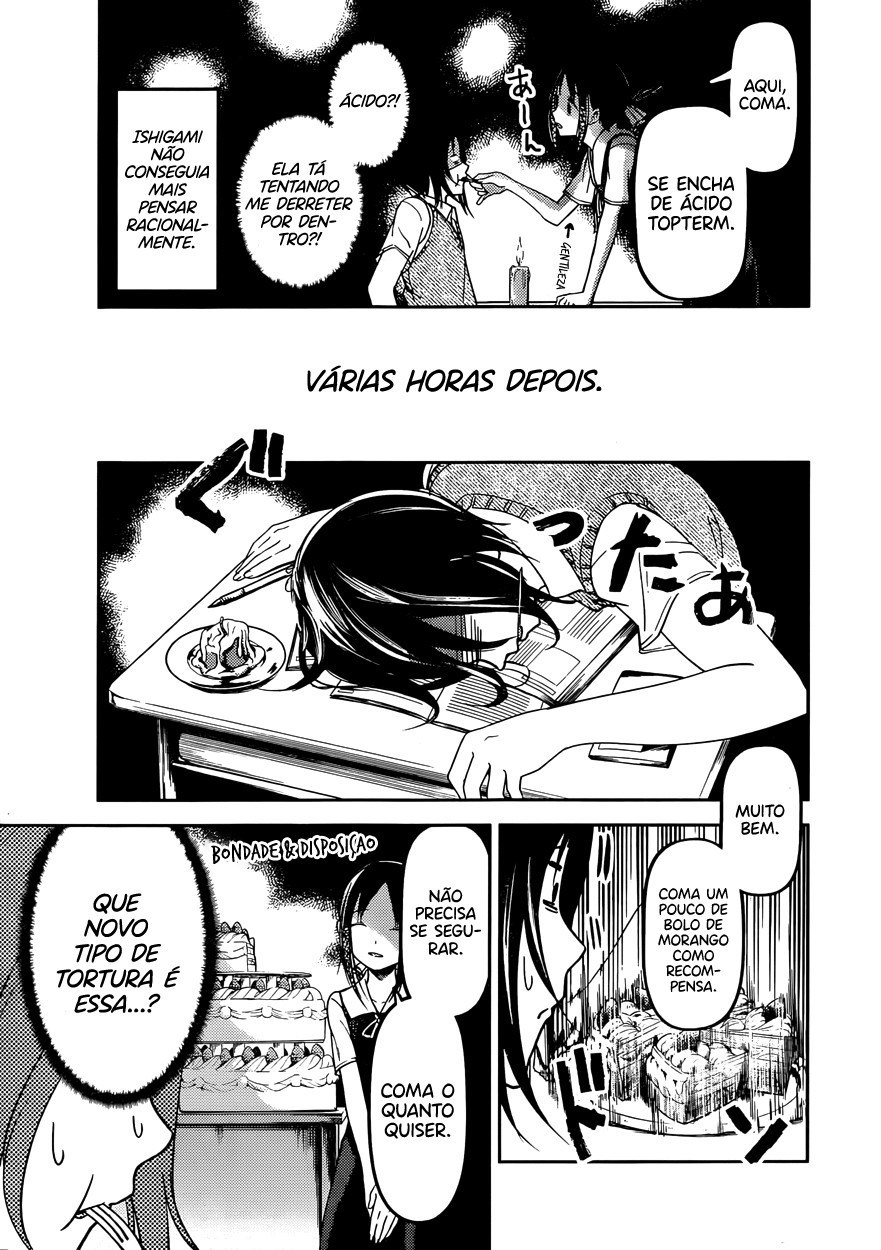 AQUI,
COMA.
SE ENCHA
DE ÁCIDO
TOPTERM.
あーん
GENTILEZA
ÁCIDO?!
ELA TÁ
TENTANDO
ME DERRETER
POR DEN-
TRO?!
ISHIGAMI
NÃO
CONSEGUIA
MAIS
PENSAR
RACIONAL-
MENTE.
VÁRIAS HORAS DEPOIS.
ぐ
てっ
たぁ
MUITO
BEM.
COMA UM
POUCO DE
BOLO DE
MORANGO
COMO
RECOM-
PENSA.
BONDADE & DISPOSIÇAO
NÃO
PRECISA
SE SEGU-
RAR.
COMA O
QUANTO
QUISER.
QUE
NOVO
TIPO DE
TORTURA É
ESSA...?